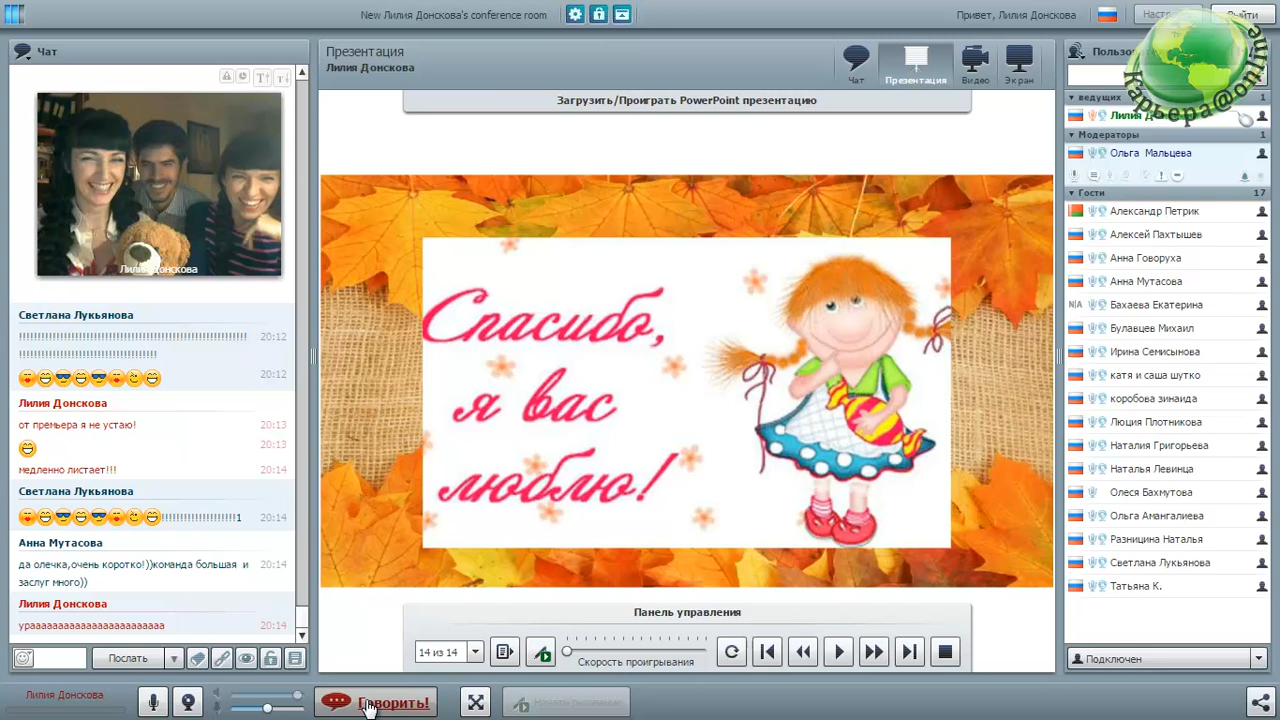 New Лилия Донскова's conference room
Привет, Лилия Донскова
Выйти
Чат
Лилия Донскова
Светлана Лукьянова
!!!!!!!!!!!!!!!!!!!!!!!!!!!!!!!!!!!!!!!!!!!!!!!!!!!!! 20:12
!!!!!!!!!!!!!!!!!!!!!!!!!!!!!!!!
20:12
Лилия Донскова
от премьера я не устаю! 20:13
20:13
медленно листает!!! 20:14
Светлана Лукьянова
!!!!!!!!!!!!!!!!!!!1 20:14
Анна Мутасова
да олечка,очень коротко!))команда большая и 20:14
заслуг много))
Лилия Донскова
урааааааааааааааааааааааа 20:14
Послать
Презентация
Лилия Донскова
Чат
Презентация
Видео
Экран
Загрузить/Проиграть PowerPoint презентацию
Спасибо,
я вас
люблю!
Панель управления
14 из 14
Скорость проигрывания
Карьера@online
ведущих 1
Модераторы 1
Ольга Мальцева
Гости 17
Александр Петрик
Алексей Пахтышев
Анна Говоруха
Анна Мутасова
N/A Бахаева Екатерина
Булавцев Михаил
Ирина Семисынова
катя и саша шутко
коробова зинаида
Люция Плотникова
Наталия Григорьева
Наталья Левинца
Олеся Бахмутова
Ольга Амангалиева
Разницина Наталья
Светлана Лукьянова
Татьяна К.
Подключен
Лилия Донскова
Говорить!